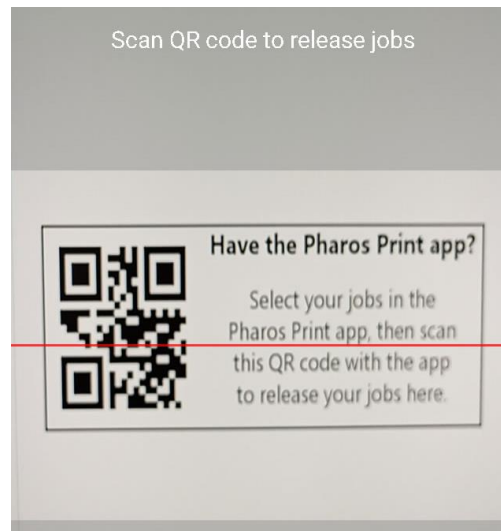 Scan QR code to release jobs
Have the Pharos Print app?
Select your jobs in the
Pharos Print app, then scan
this QR code with the app
to release your jobs here.